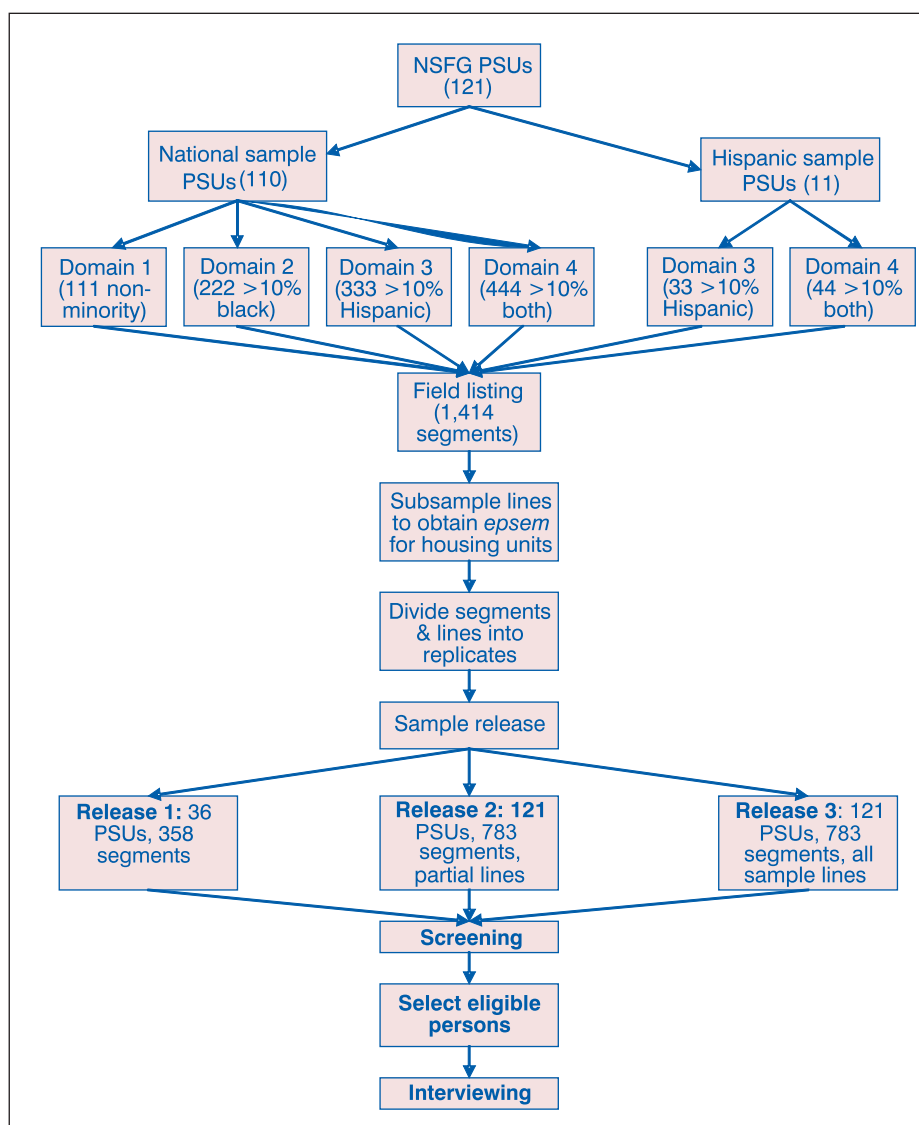 NSFG PSUs
(121)
National sample
PSUs (110)
Hispanic sample
PSUs (11)
Domain 1
(111 non-
minority)
Domain 2
(222 >10%
black)
Domain 3
(333 >10%
Hispanic)
Domain 4
(444 >10%
both)
Domain 3
(33 >10%
Hispanic)
Domain 4
(44 >10%
both)
Field listing
(1,414
segments)
Subsample lines
to obtain epsem
for housing units
Divide segments
& lines into
replicates
Sample release
Release 1: 36
PSUs, 358
segments
Release 2: 121
PSUs, 783
segments,
partial lines
Release 3: 121
PSUs, 783
segments, all
sample lines
Screening
Select eligible
persons
Interviewing